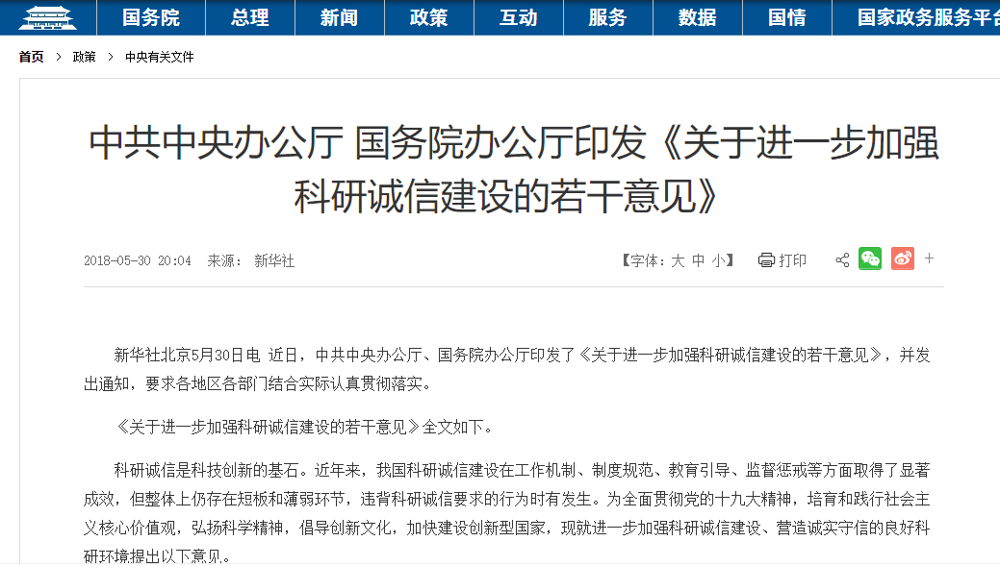 国务院 总理 新闻 政策 互动 服务 数据 国情 国家政务服务平台
首页 > 政策 > 中央有关文件
中共中央办公厅 国务院办公厅印发《关于进一步加强
科研诚信建设的若干意见》
2018-05-30 20:04 来源： 新华社 【字体：大 中 小】 打印 +
新华社北京5月30日电 近日，中共中央办公厅、国务院办公厅印发了《关于进一步加强科研诚信建设的若干意见》，并发
出通知，要求各地区各部门结合实际认真贯彻落实。
《关于进一步加强科研诚信建设的若干意见》全文如下。
科研诚信是科技创新的基石。近年来，我国科研诚信建设在工作机制、制度规范、教育引导、监督惩戒等方面取得了显著
成效，但整体上仍存在短板和薄弱环节，违背科研诚信要求的行为时有发生。为全面贯彻党的十九大精神，培育和践行社会主
义核心价值观，弘扬科学精神，倡导创新文化，加快建设创新型国家，现就进一步加强科研诚信建设、营造诚实守信的良好科
研环境提出以下意见。